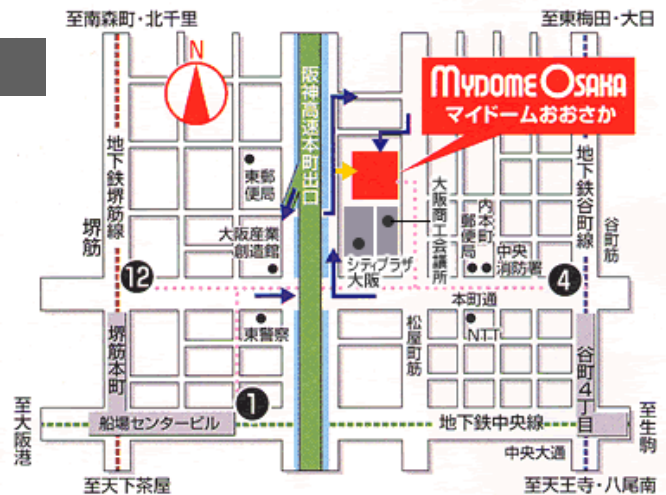 至南森町・北千里
至東梅田・大日
N
阪神高速本町出口
MYDOME OSAKA
マイドームおおさか
地下鉄堺筋線
地下鉄谷町線
東郵
便局
堺筋
谷町筋
大阪産業
創造館
大阪商工会議所
内本町
郵便局
中央
消防署
シティプラザ
大阪
12
4
本町通
東警察
NTT
堺筋本町
松屋町筋
谷町4丁目
1
至大阪港
船場センタービル
地下鉄中央線
至生駒
中央大通
至天下茶屋
至天王寺・八尾南